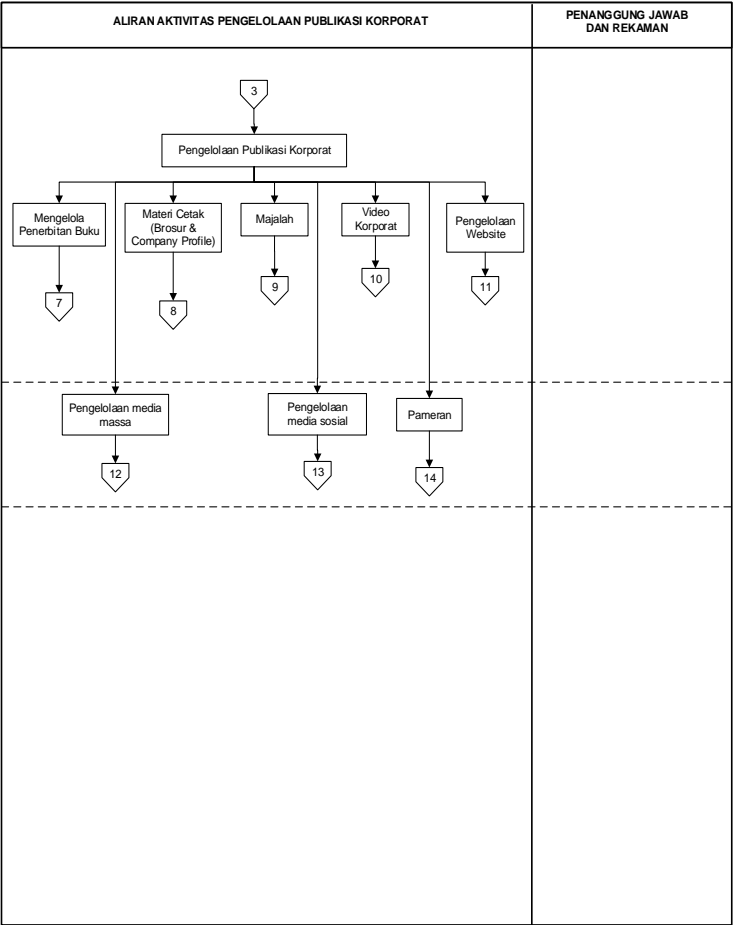 ALIRAN AKTIVITAS PENGELOLAAN PUBLIKASI KORPORAT
PENANGGUNG JAWAB
DAN REKAMAN
3
Pengelolaan Publikasi Korporat
Mengelola
Penerbitan Buku
Materi Cetak
(Brosur &
Company Profile)
Majalah
Video
Korporat
Pengelolaan
Website
7
8
9
10
11
Pengelolaan media
massa
Pengelolaan
media sosial
Pameran
12
13
14